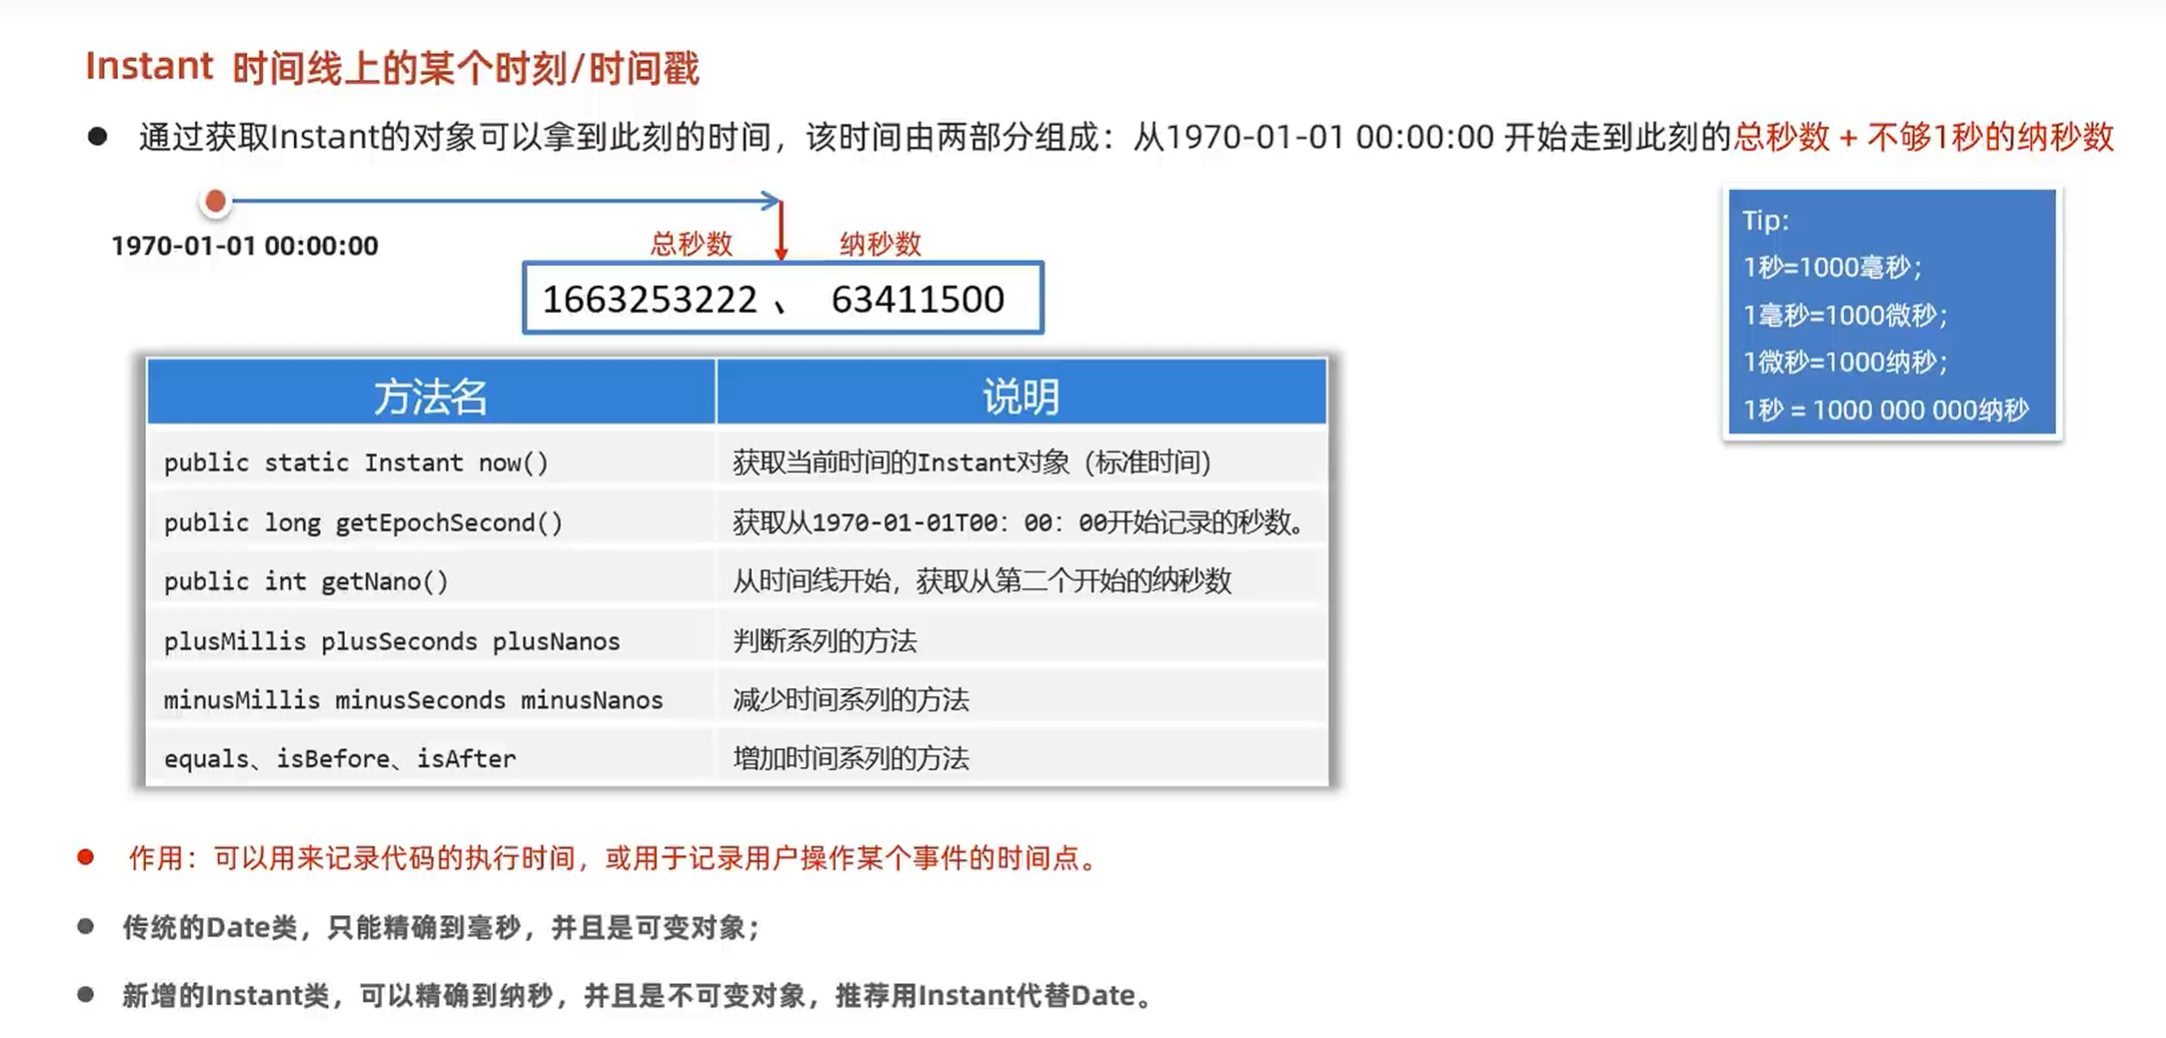 Instant 时间线上的某个时刻/时间戳
● 通过获取Instant的对象可以拿到此刻的时间，该时间由两部分组成：从1970-01-01 00:00:00 开始走到此刻的总秒数 + 不够1秒的纳秒数
1970-01-01 00:00:00
总秒数 纳秒数
1663253222 、 63411500
Tip:
1秒=1000毫秒；
1毫秒=1000微秒；
1微秒=1000纳秒；
1秒 = 1000 000 000纳秒
方法名 说明
public static Instant now() 获取当前时间的Instant对象（标准时间）
public long getEpochSecond() 获取从1970-01-01T00：00：00开始记录的秒数。
public int getNano() 从时间线开始，获取从第二个开始的纳秒数
plusMillis plusSeconds plusNanos 判断系列的方法
minusMillis minusSeconds minusNanos 减少时间系列的方法
equals、isBefore、isAfter 增加时间系列的方法
● 作用：可以用来记录代码的执行时间，或用于记录用户操作某个事件的时间点。
● 传统的Date类，只能精确到毫秒，并且是可变对象；
● 新增的Instant类，可以精确到纳秒，并且是不可变对象，推荐用Instant代替Date。